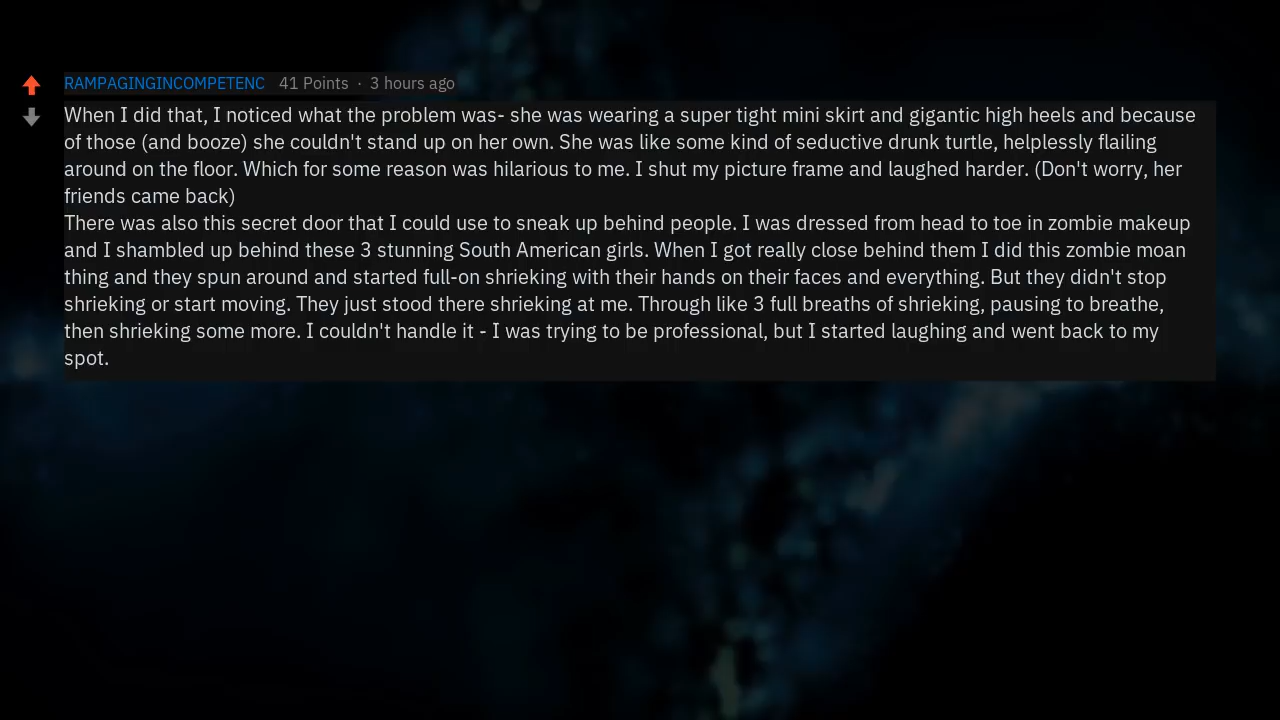 RAMPAGINGINCOMPETENC 41 Points · 3 hours ago
When I did that, I noticed what the problem was- she was wearing a super tight mini skirt and gigantic high heels and because
of those (and booze) she couldn't stand up on her own. She was like some kind of seductive drunk turtle, helplessly flailing
around on the floor. Which for some reason was hilarious to me. I shut my picture frame and laughed harder. (Don't worry, her
friends came back)
There was also this secret door that I could use to sneak up behind people. I was dressed from head to toe in zombie makeup
and I shambled up behind these 3 stunning South American girls. When I got really close behind them I did this zombie moan
thing and they spun around and started full-on shrieking with their hands on their faces and everything. But they didn't stop
shrieking or start moving. They just stood there shrieking at me. Through like 3 full breaths of shrieking, pausing to breathe,
then shrieking some more. I couldn't handle it - I was trying to be professional, but I started laughing and went back to my
spot.